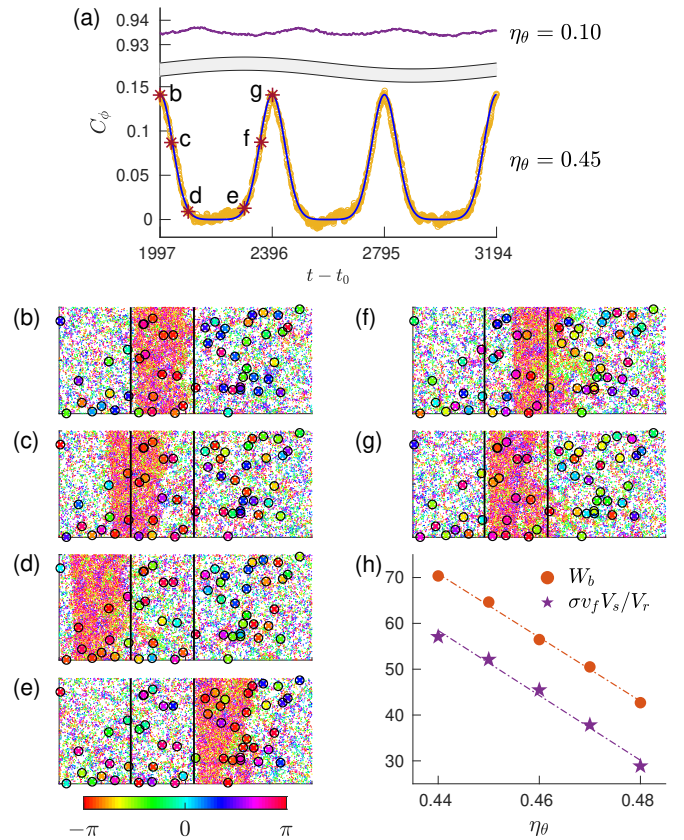 (a)
0.94
0.93
η_θ = 0.10
0.15
0.1
0.05
0
C_ϕ
b
c
d
e
f
g
η_θ = 0.45
1997
2396
2795
3194
t − t_0
(b)
(c)
(d)
(e)
−π
0
π
(f)
(g)
(h)
70
60
50
40
30
W_b
σv_f V_s/V_r
0.44
0.46
0.48
η_θ